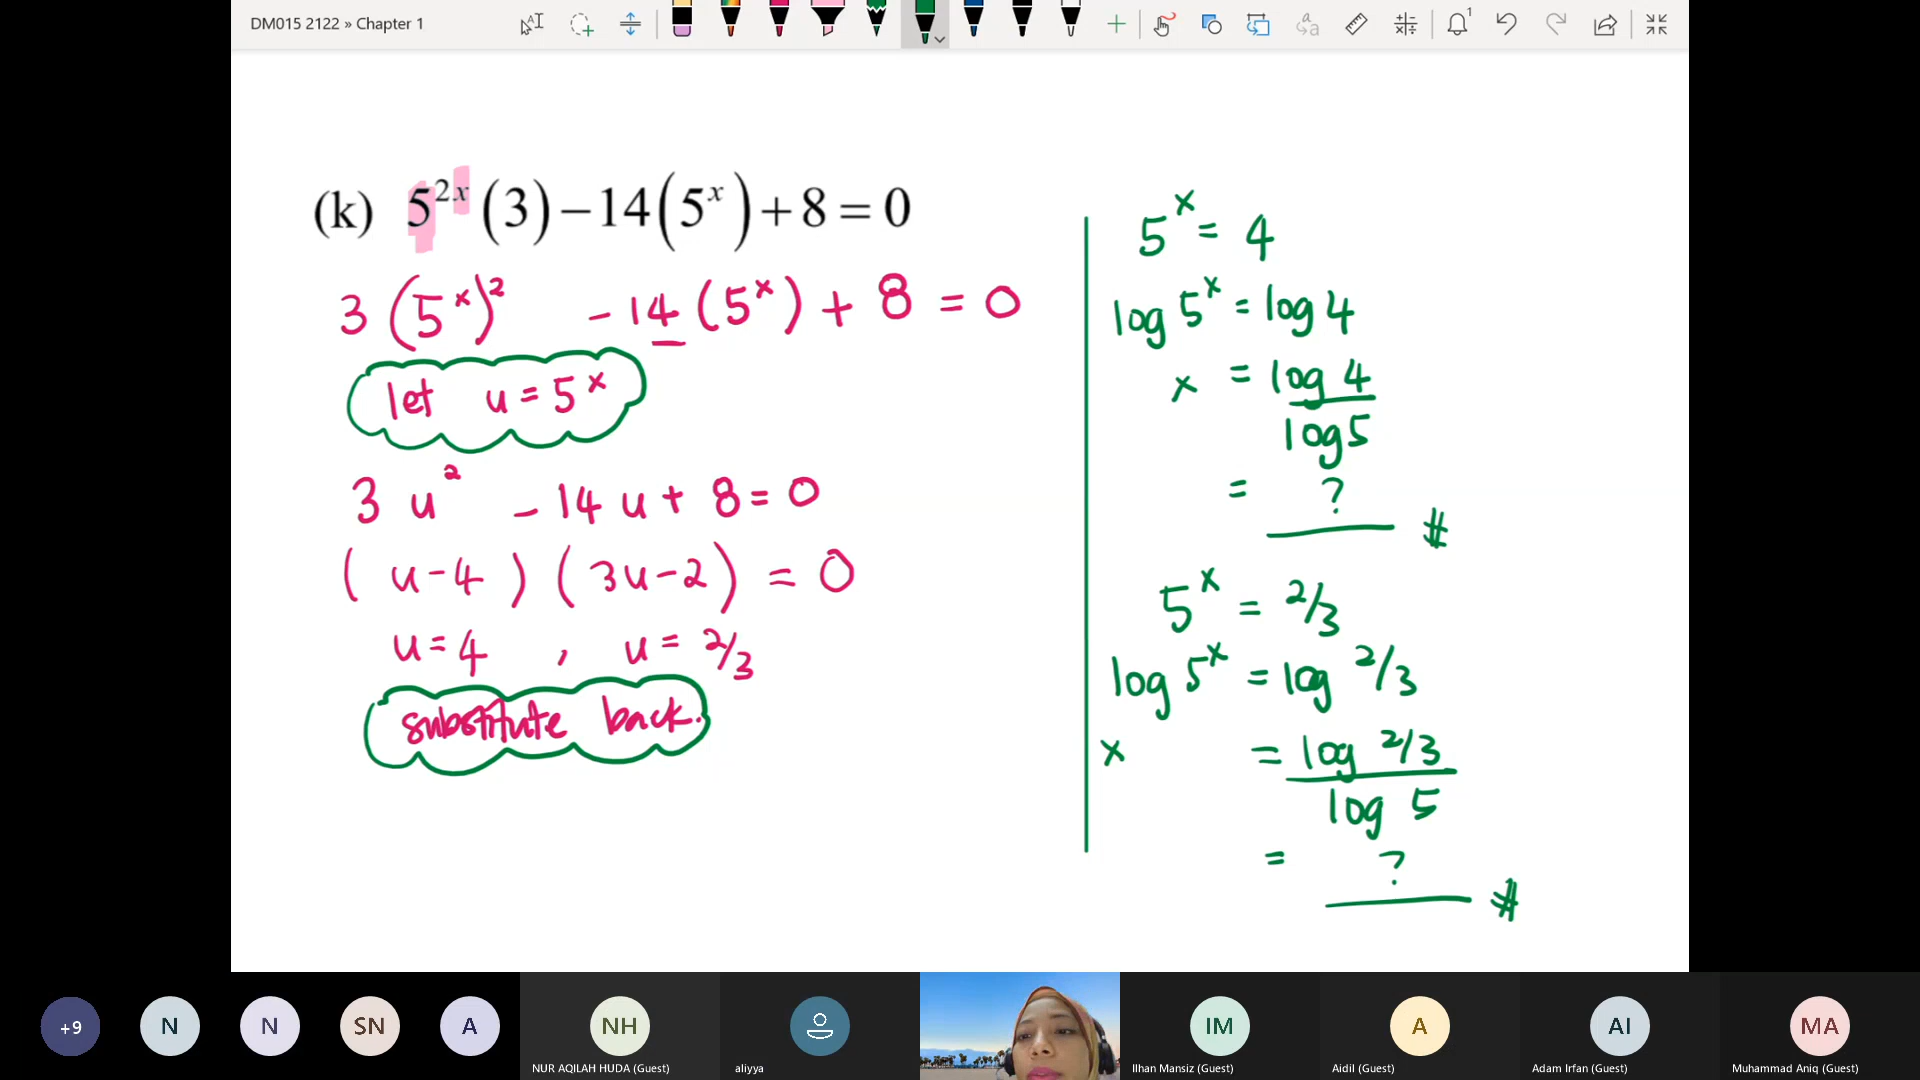 DM015 2122 » Chapter 1
1
(k) 5^{2x}(3)−14(5^x)+8=0
3(5^x)^2 −14(5^x)+8=0
let u=5^x
3u^2 −14u+8=0
(u−4)(3u−2)=0
u=4, u=2/3
substitute back.
5^x=4
log 5^x=log 4
x = log 4
log 5
= ? #
5^x = 2/3
log 5^x = log 2/3
x = log 2/3
log 5
= ? #
+9 N N SN A NH IM A AI MA
NUR AQILAH HUDA (Guest) aliyya Ilhan Mansiz (Guest) Aidil (Guest) Adam Irfan (Guest) Muhammad Aniq (Guest)